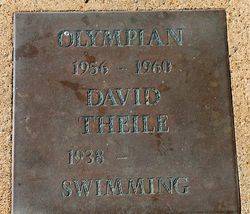 OLYMPIAN
1956 - 1960
DAVID
THEILE
1938 -
SWIMMING